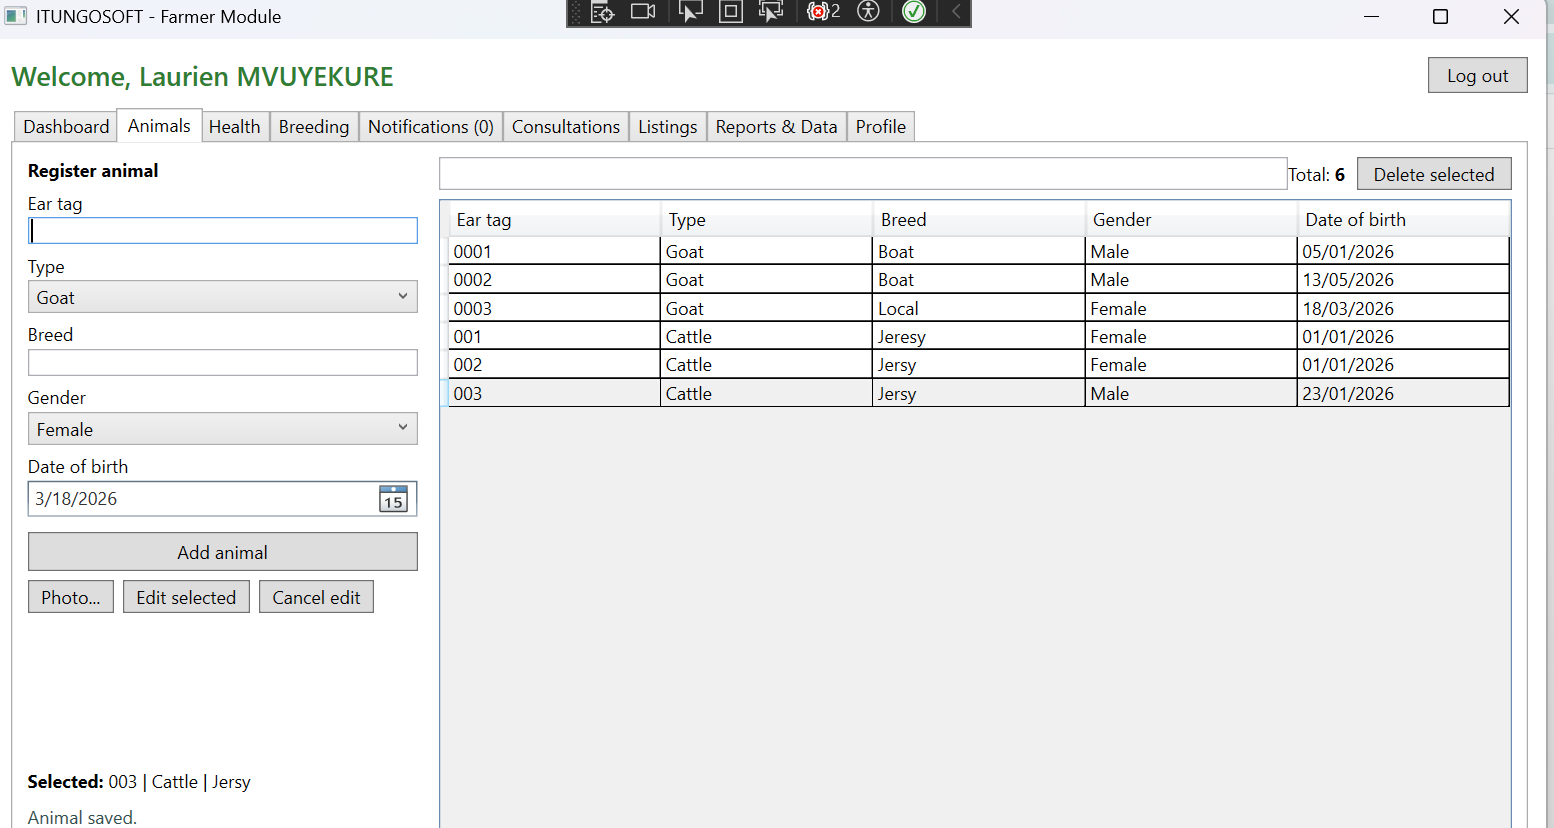 ITUNGOSOFT - Farmer Module
2
Welcome, Laurien MVUYEKURE
Log out
Dashboard Animals Health Breeding Notifications (0) Consultations Listings Reports & Data Profile
Register animal
Ear tag
Type
Goat
Breed
Gender
Female
Date of birth
3/18/2026
15
Add animal
Photo... Edit selected Cancel edit
Selected: 003 | Cattle | Jersy
Animal saved.
Total: 6 Delete selected
Ear tag Type Breed Gender Date of birth
0001 Goat Boat Male 05/01/2026
0002 Goat Boat Male 13/05/2026
0003 Goat Local Female 18/03/2026
001 Cattle Jeresy Female 01/01/2026
002 Cattle Jersy Female 01/01/2026
003 Cattle Jersy Male 23/01/2026